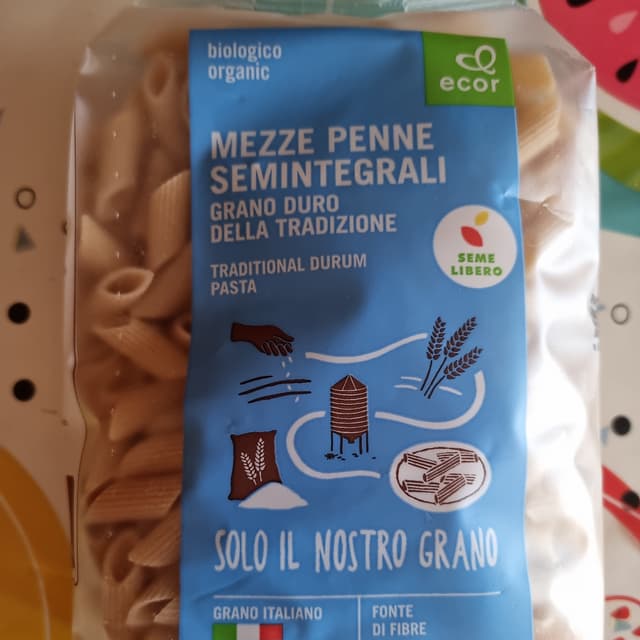 biologico
organic
ecor
MEZZE PENNE
SEMINTEGRALI
GRANO DURO
DELLA TRADIZIONE
TRADITIONAL DURUM
PASTA
SEME
LIBERO
SOLO IL NOSTRO GRANO
GRANO ITALIANO
FONTE
DI FIBRE